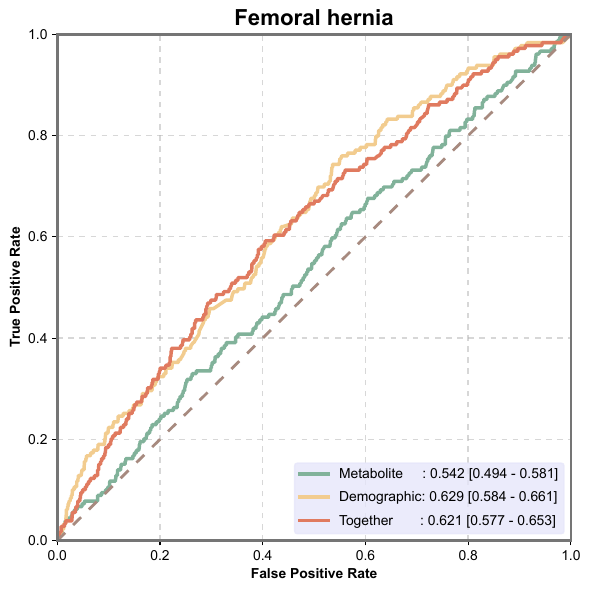 Femoral hernia
True Positive Rate
1.0
0.8
0.6
0.4
0.2
0.0
Metabolite : 0.542 [0.494 - 0.581]
Demographic: 0.629 [0.584 - 0.661]
Together : 0.621 [0.577 - 0.653]
0.0 0.2 0.4 0.6 0.8 1.0
False Positive Rate